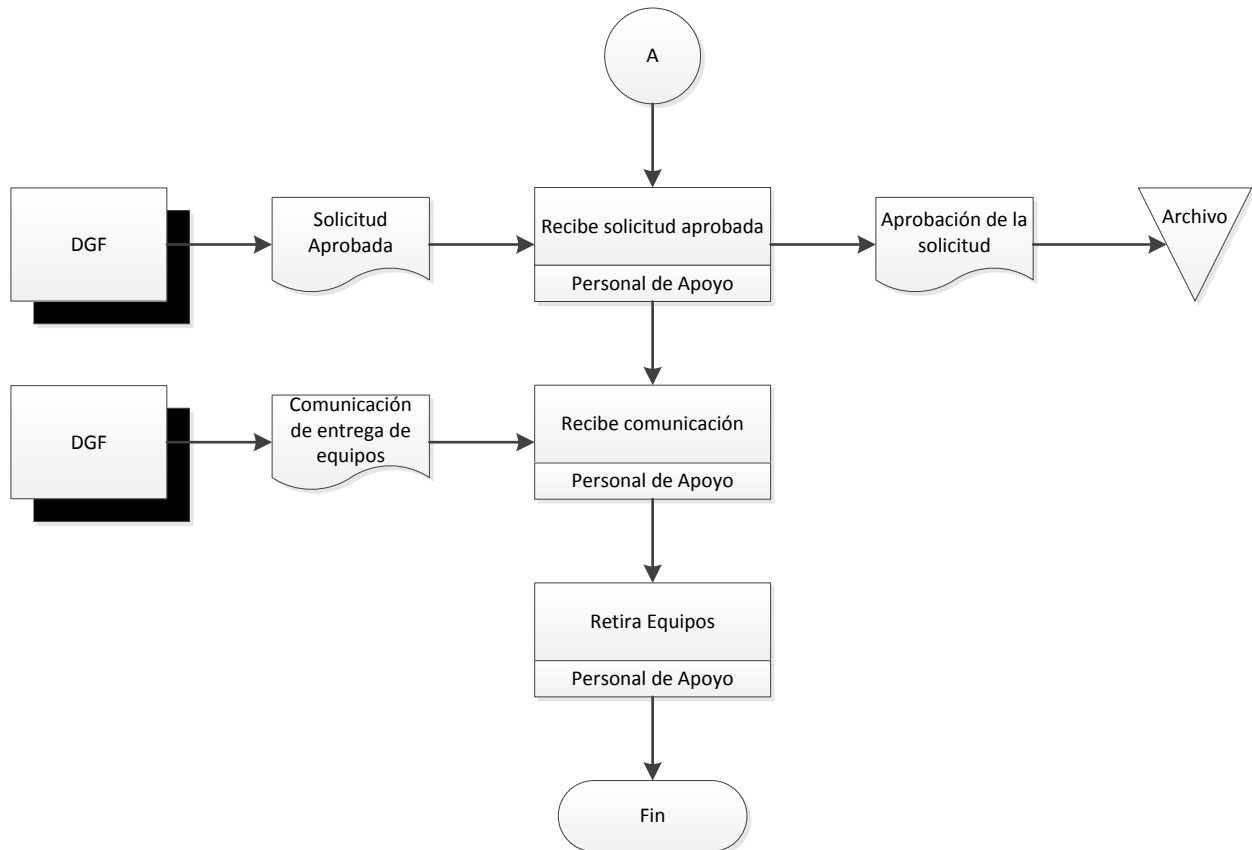 A
DGF
Solicitud
Aprobada
Recibe solicitud aprobada
Personal de Apoyo
Aprobación de la
solicitud
Archivo
DGF
Comunicación
de entrega de
equipos
Recibe comunicación
Personal de Apoyo
Retira Equipos
Personal de Apoyo
Fin